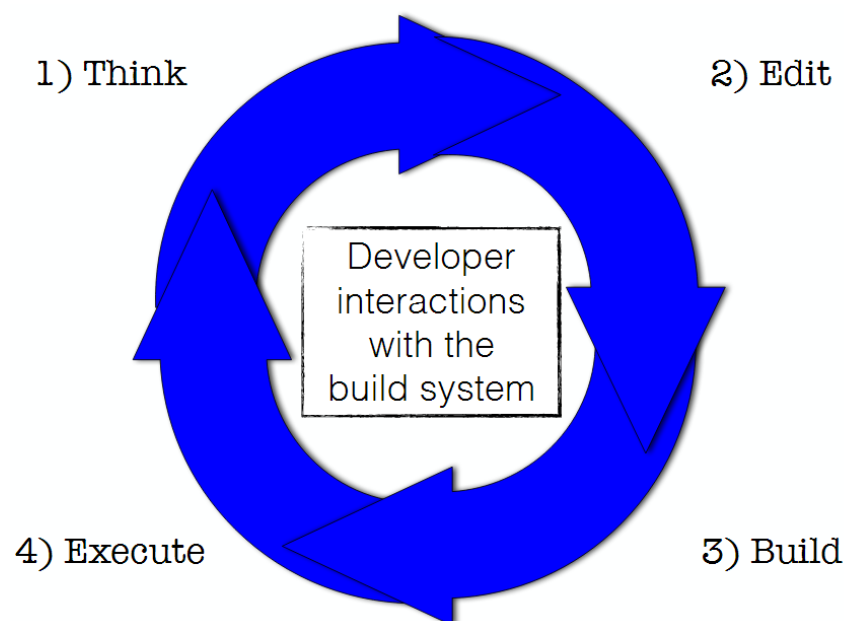 1) Think
2) Edit
Developer
interactions
with the
build system
4) Execute
3) Build